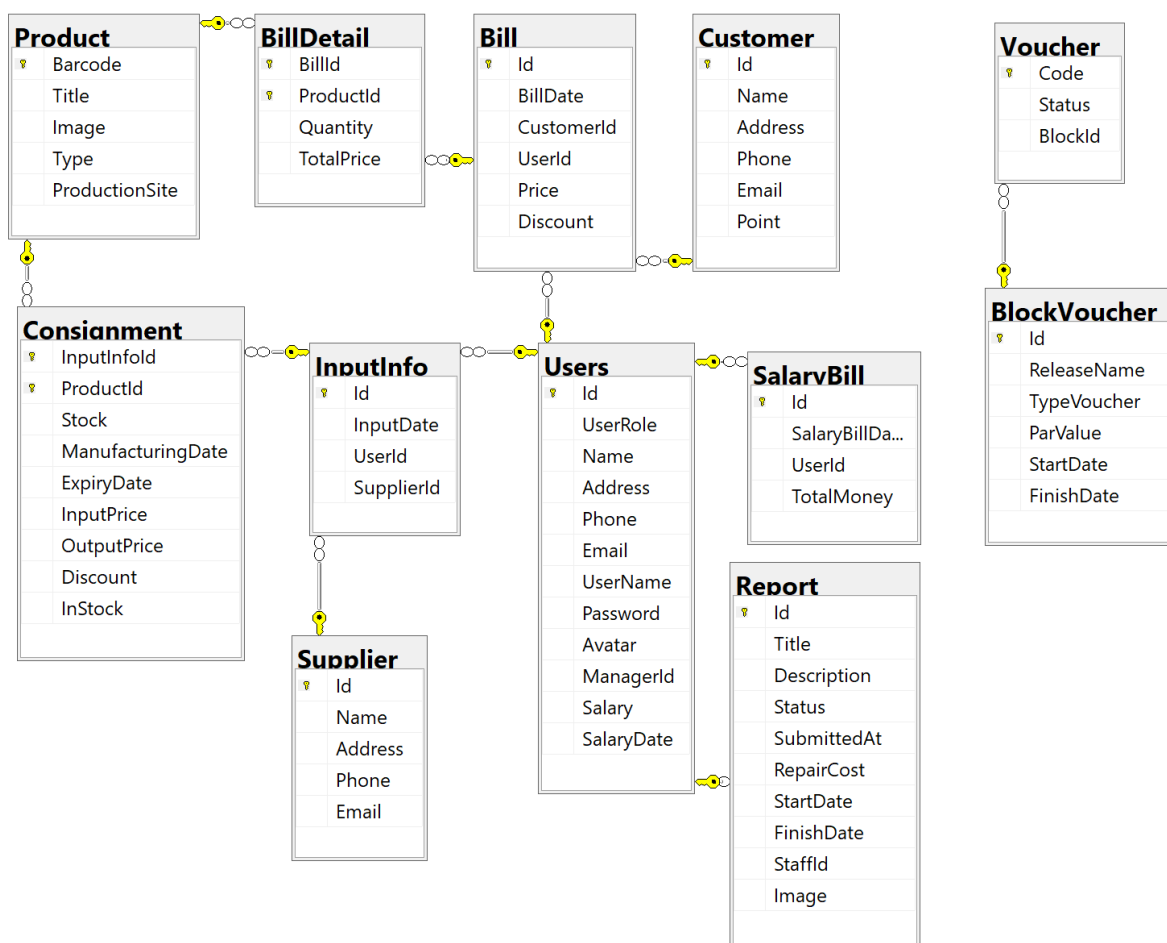 Product
Barcode
Title
Image
Type
ProductionSite
BillDetail
BillId
ProductId
Quantity
TotalPrice
Bill
Id
BillDate
CustomerId
UserId
Price
Discount
Customer
Id
Name
Address
Phone
Email
Point
Voucher
Code
Status
BlockId
Consignment
InputInfoId
ProductId
Stock
ManufacturingDate
ExpiryDate
InputPrice
OutputPrice
Discount
InStock
InputInfo
Id
InputDate
UserId
SupplierId
Users
Id
UserRole
Name
Address
Phone
Email
UserName
Password
Avatar
ManagerId
Salary
SalaryDate
SalaryBill
Id
SalaryBillDa...
UserId
TotalMoney
BlockVoucher
Id
ReleaseName
TypeVoucher
ParValue
StartDate
FinishDate
Supplier
Id
Name
Address
Phone
Email
Report
Id
Title
Description
Status
SubmittedAt
RepairCost
StartDate
FinishDate
StaffId
Image